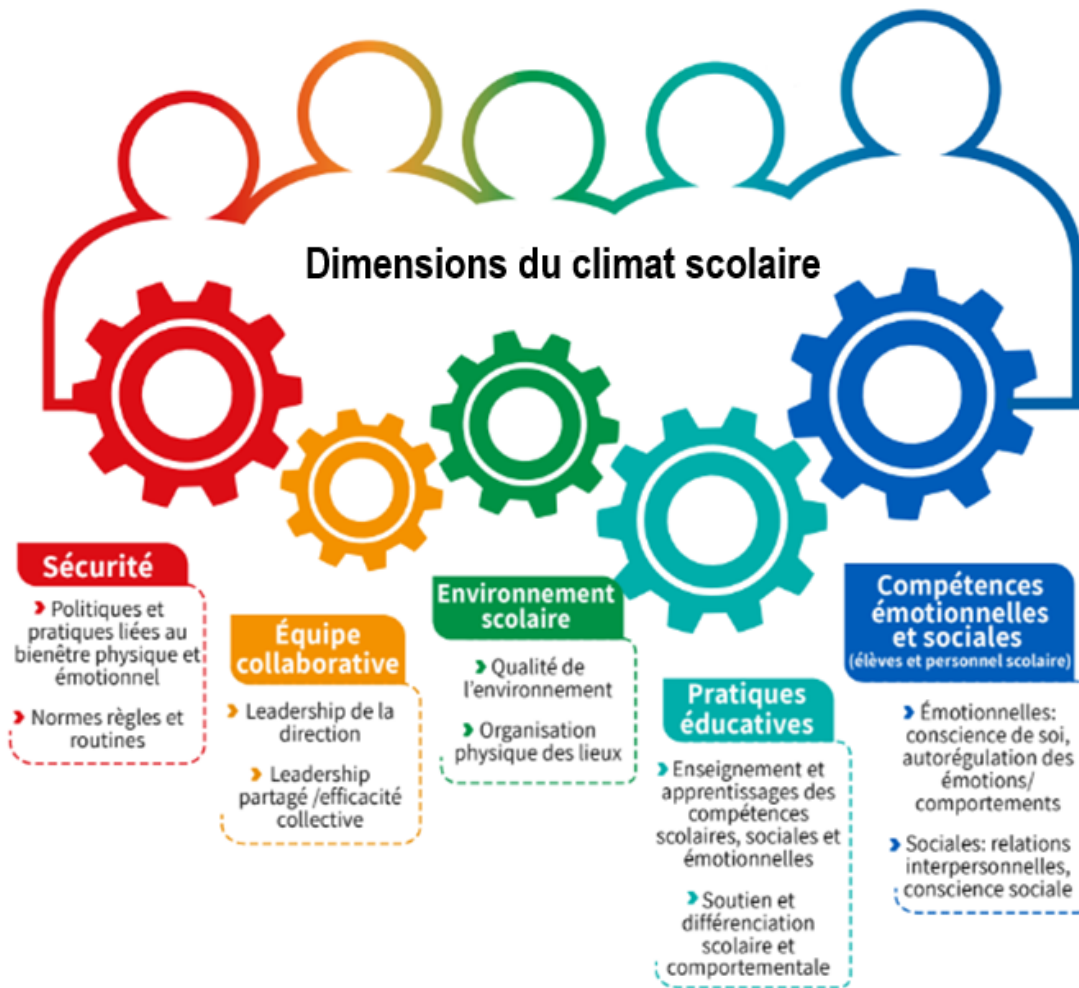 Dimensions du climat scolaire
Sécurité
› Politiques et
pratiques liées au
bienêtre physique et
émotionnel
› Normes règles et
routines
Équipe
collaborative
› Leadership de la
direction
› Leadership
partagé /efficacité
collective
Environnement
scolaire
› Qualité de
l'environnement
› Organisation
physique des lieux
Pratiques
éducatives
› Enseignement et
apprentissages des
compétences
scolaires, sociales et
émotionnelles
› Soutien et
différenciation
scolaire et
comportementale
Compétences
émotionnelles
et sociales
(élèves et personnel scolaire)
› Émotionnelles:
conscience de soi,
autorégulation des
émotions/
comportements
› Sociales: relations
interpersonnelles,
conscience sociale